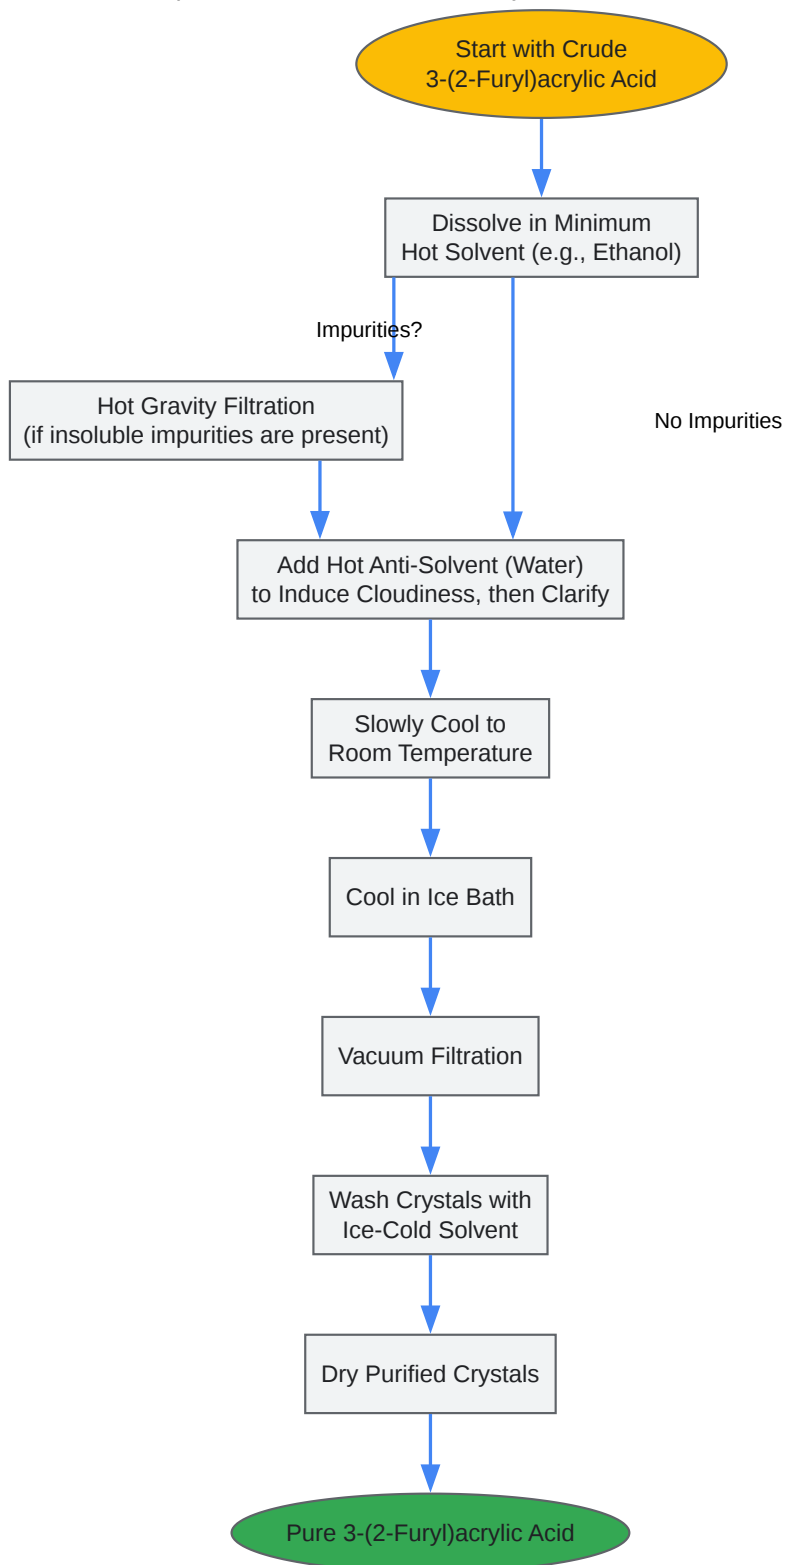 Start with Crude
3-(2-Furyl)acrylic Acid
Dissolve in Minimum
Hot Solvent (e.g., Ethanol)
Impurities?
Hot Gravity Filtration
(if insoluble impurities are present)
No Impurities
Add Hot Anti-Solvent (Water)
to Induce Cloudiness, then Clarify
Slowly Cool to
Room Temperature
Cool in Ice Bath
Vacuum Filtration
Wash Crystals with
Ice-Cold Solvent
Dry Purified Crystals
Pure 3-(2-Furyl)acrylic Acid